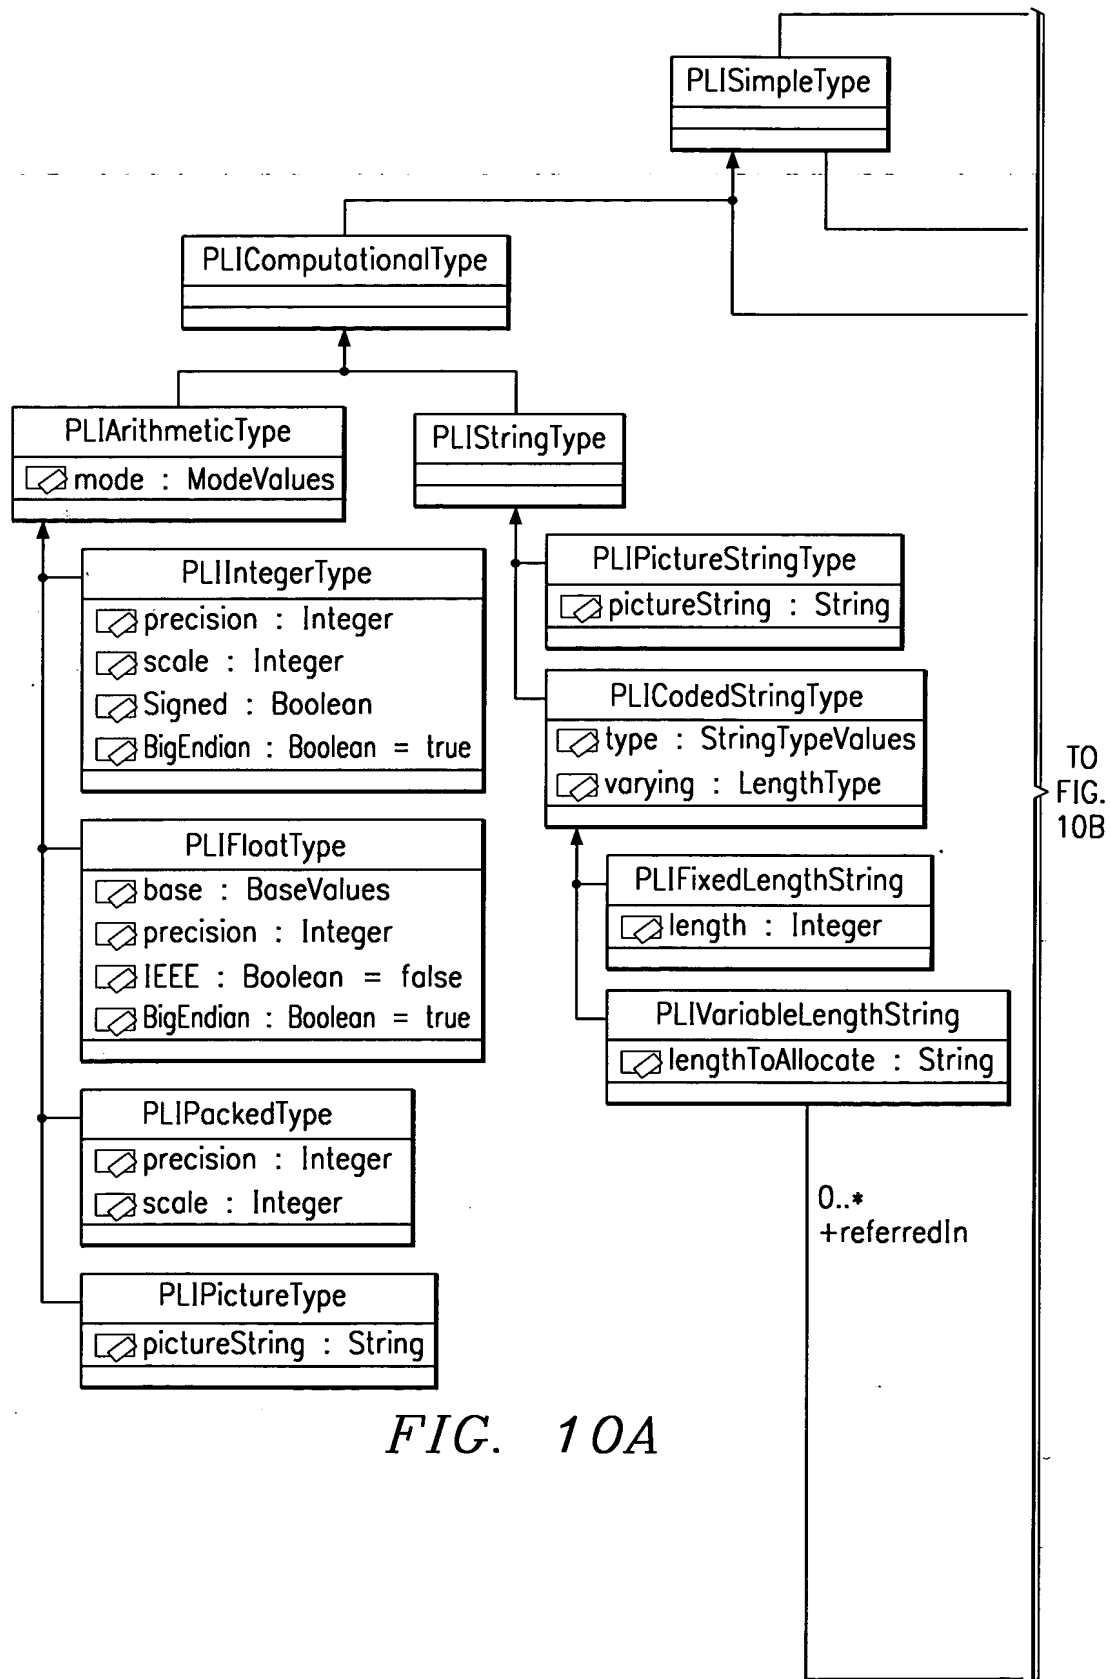 PLISimpleType
PLIComputationalType
PLIArithmeticType
mode : ModeValues
PLIStringType
PLIIntegerType
precision : Integer
scale : Integer
Signed : Boolean
BigEndian : Boolean = true
PLIPictureStringType
pictureString : String
PLICodedStringType
type : StringTypeValues
varying : LengthType
TO
FIG.
10B
PLIFloatType
base : BaseValues
precision : Integer
IEEE : Boolean = false
BigEndian : Boolean = true
PLIFixedLengthString
length : Integer
PLIVariableLengthString
lengthToAllocate : String
PLIPackedType
precision : Integer
scale : Integer
0..*
+referredIn
PLIPictureType
pictureString : String
FIG. 10A